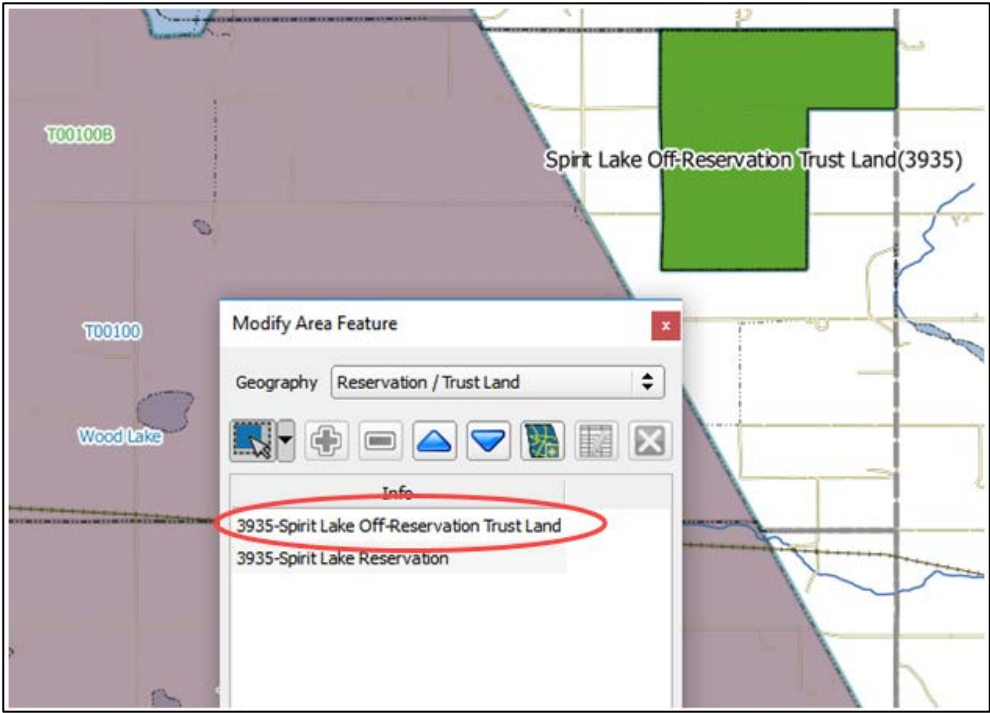 T00100B
Spirit Lake Off-Reservation Trust Land(3935)
T00100
Wood Lake
Modify Area Feature
x
Geography Reservation / Trust Land
Info
3935-Spirit Lake Off-Reservation Trust Land
3935-Spirit Lake Reservation